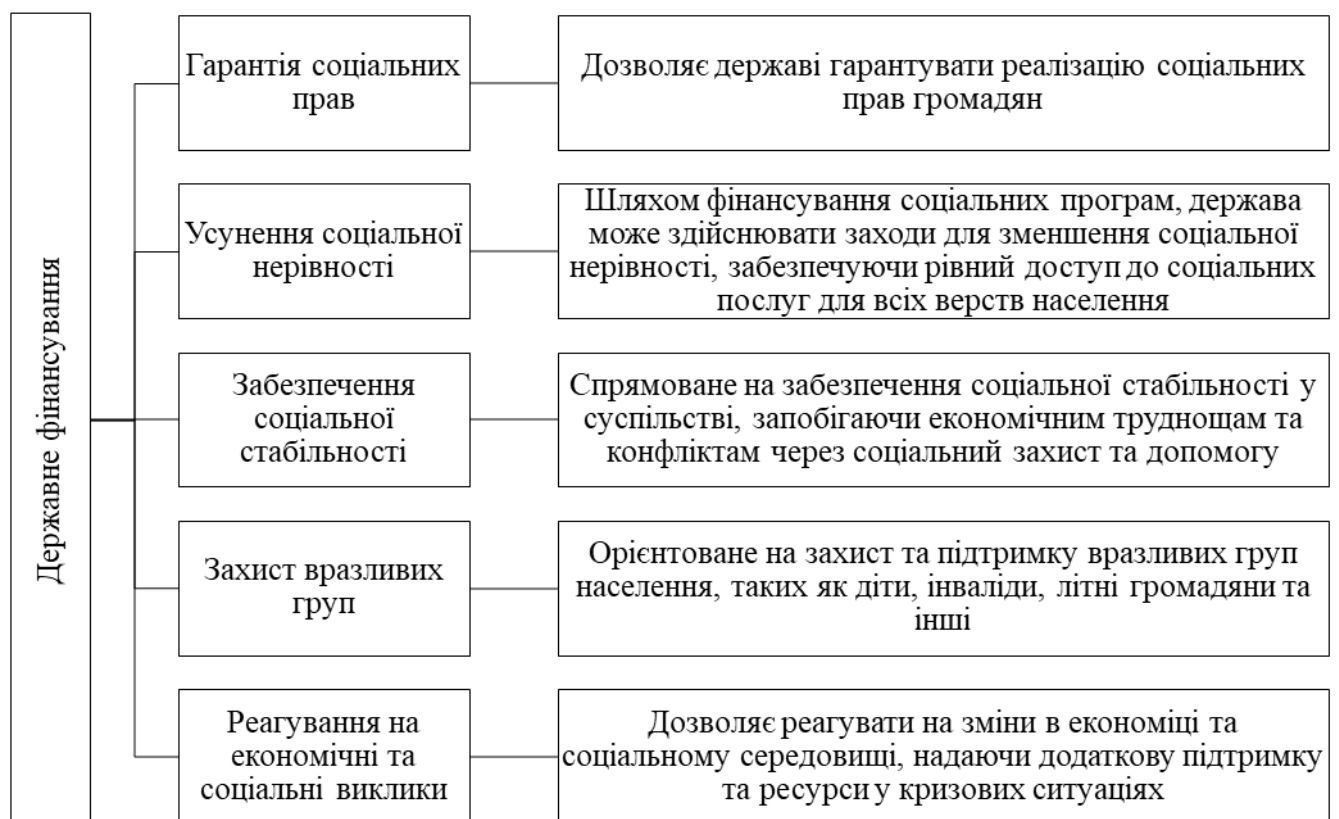 Державне фінансування
Гарантія соціальних
прав
Дозволяє державі гарантувати реалізацію соціальних
прав громадян
Усунення соціальної
нерівності
Шляхом фінансування соціальних програм, держава
може здійснювати заходи для зменшення соціальної
нерівності, забезпечуючи рівний доступ до соціальних
послуг для всіх верств населення
Забезпечення
соціальної
стабільності
Спрямоване на забезпечення соціальної стабільності у
суспільстві, запобігаючи економічним труднощам та
конфліктам через соціальний захист та допомогу
Захист вразливих
груп
Орієнтоване на захист та підтримку вразливих груп
населення, таких як діти, інваліди, літні громадяни та
інші
Реагування на
економічні та
соціальні виклики
Дозволяє реагувати на зміни в економіці та
соціальному середовищі, надаючи додаткову підтримку
та ресурси у кризових ситуаціях